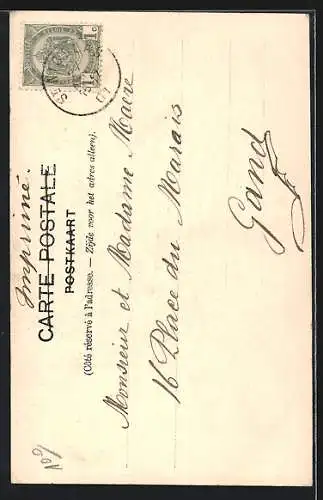 Imprimé.
CARTE POSTALE
POSTKAART
(Côté réservé à l'adresse. — Zijde voor het adres alleen).
Monsieur et Madame Maere
16 Place du Marais
Gand